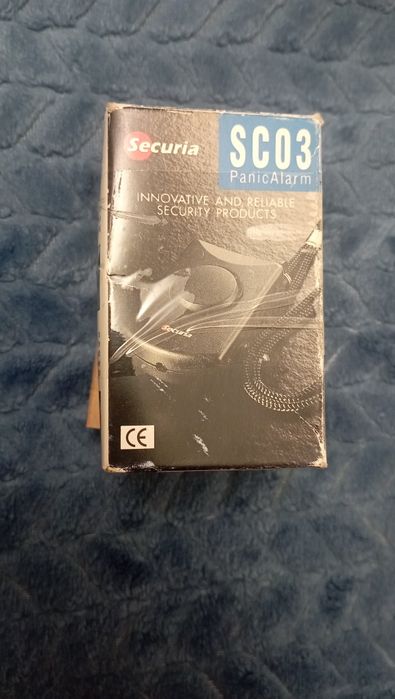 Securia
SC03
PanicAlarm
INNOVATIVE AND RELIABLE
SECURITY PRODUCTS
Securia
CE